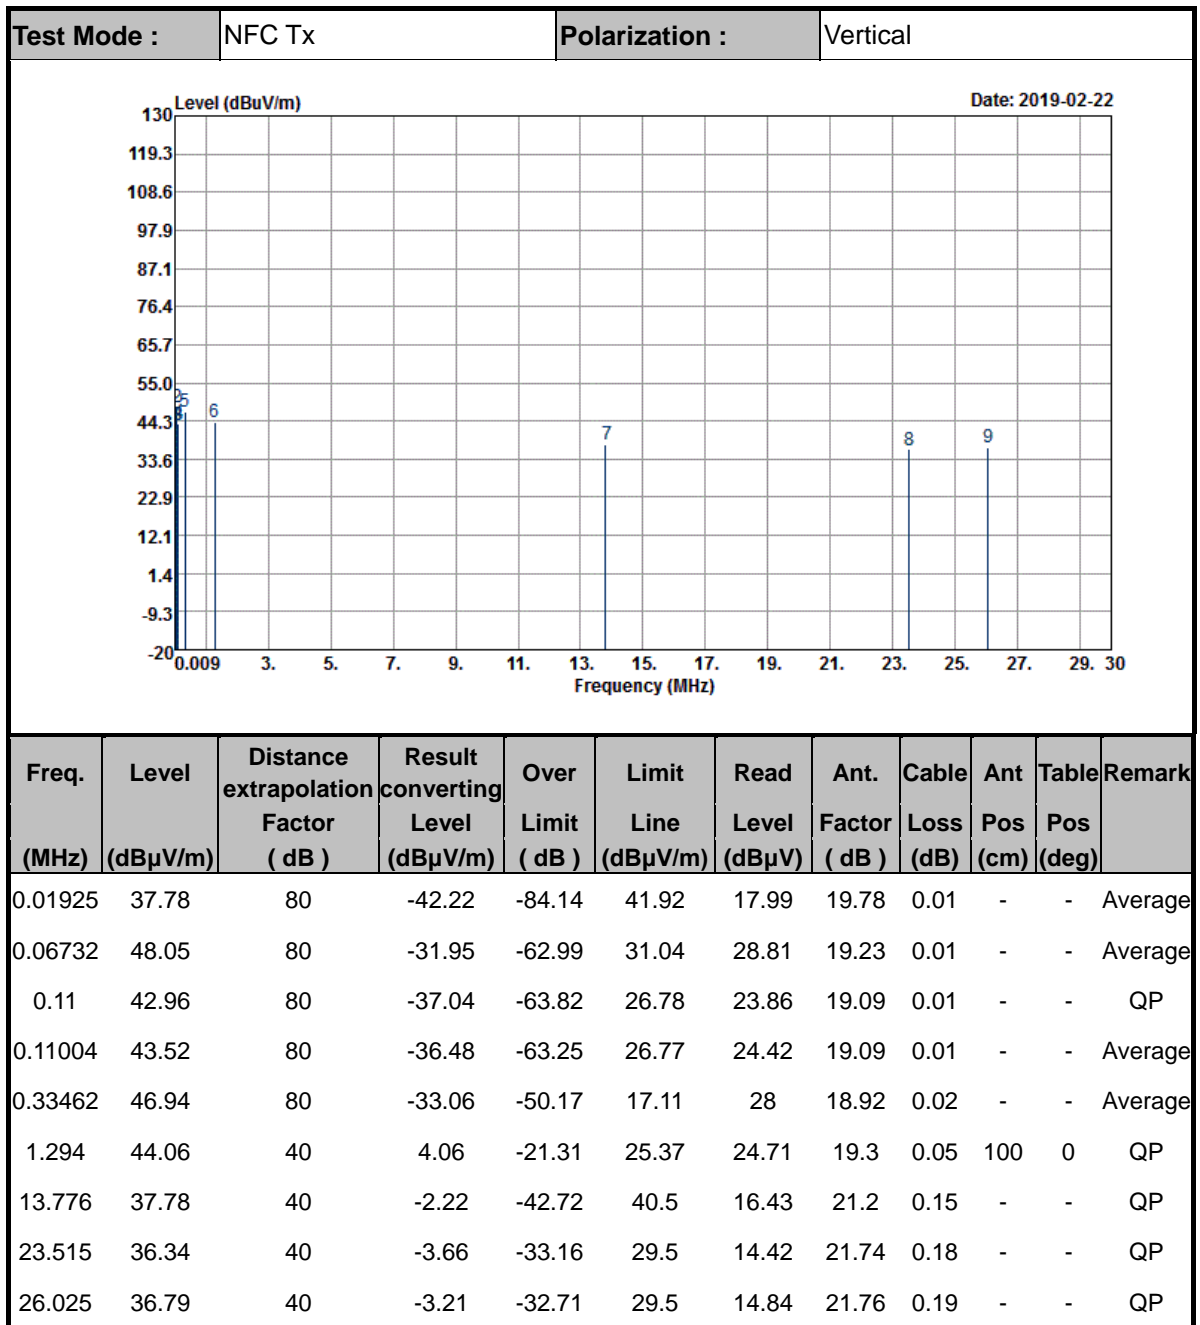 Test Mode : NFC Tx Polarization : Vertical
Level (dBuV/m) Date: 2019-02-22
130
119.3
108.6
97.9
87.1
76.4
65.7
55.0
44.3
33.6
22.9
12.1
1.4
-9.3
-20
2
5
6
7
8
9
0.009 3. 5. 7. 9. 11. 13. 15. 17. 19. 21. 23. 25. 27. 29. 30
Frequency (MHz)
Freq. Level Distance extrapolation Result converting Over Limit Read Ant. Cable Ant Table Remark
Factor Level Limit Line Level Factor Loss Pos Pos
(MHz) (dBµV/m) ( dB ) (dBµV/m) ( dB ) (dBµV/m) (dBµV) ( dB ) (dB) (cm) (deg)
0.01925 37.78 80 -42.22 -84.14 41.92 17.99 19.78 0.01 - - Average
0.06732 48.05 80 -31.95 -62.99 31.04 28.81 19.23 0.01 - - Average
0.11 42.96 80 -37.04 -63.82 26.78 23.86 19.09 0.01 - - QP
0.11004 43.52 80 -36.48 -63.25 26.77 24.42 19.09 0.01 - - Average
0.33462 46.94 80 -33.06 -50.17 17.11 28 18.92 0.02 - - Average
1.294 44.06 40 4.06 -21.31 25.37 24.71 19.3 0.05 100 0 QP
13.776 37.78 40 -2.22 -42.72 40.5 16.43 21.2 0.15 - - QP
23.515 36.34 40 -3.66 -33.16 29.5 14.42 21.74 0.18 - - QP
26.025 36.79 40 -3.21 -32.71 29.5 14.84 21.76 0.19 - - QP